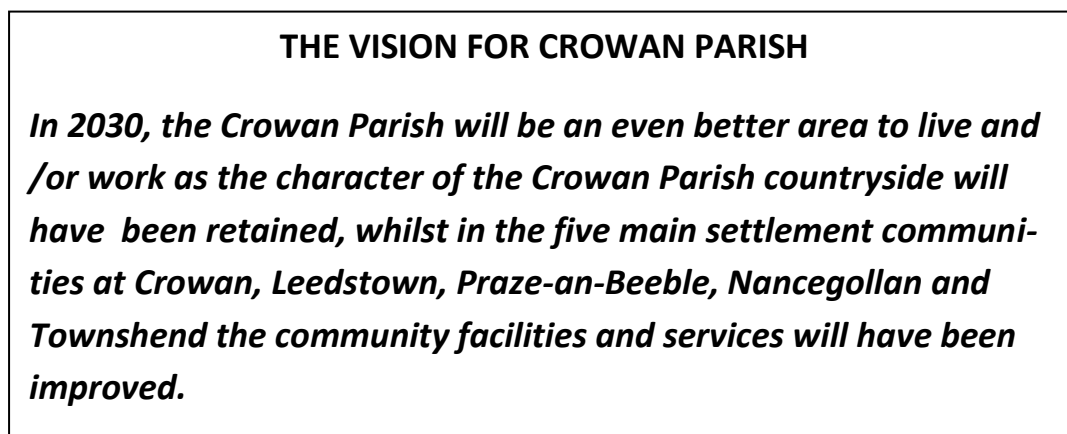 THE VISION FOR CROWAN PARISH
In 2030, the Crowan Parish will be an even better area to live and
/or work as the character of the Crowan Parish countryside will
have  been retained, whilst in the five main settlement communi-
ties at Crowan, Leedstown, Praze-an-Beeble, Nancegollan and
Townshend the community facilities and services will have been
improved.